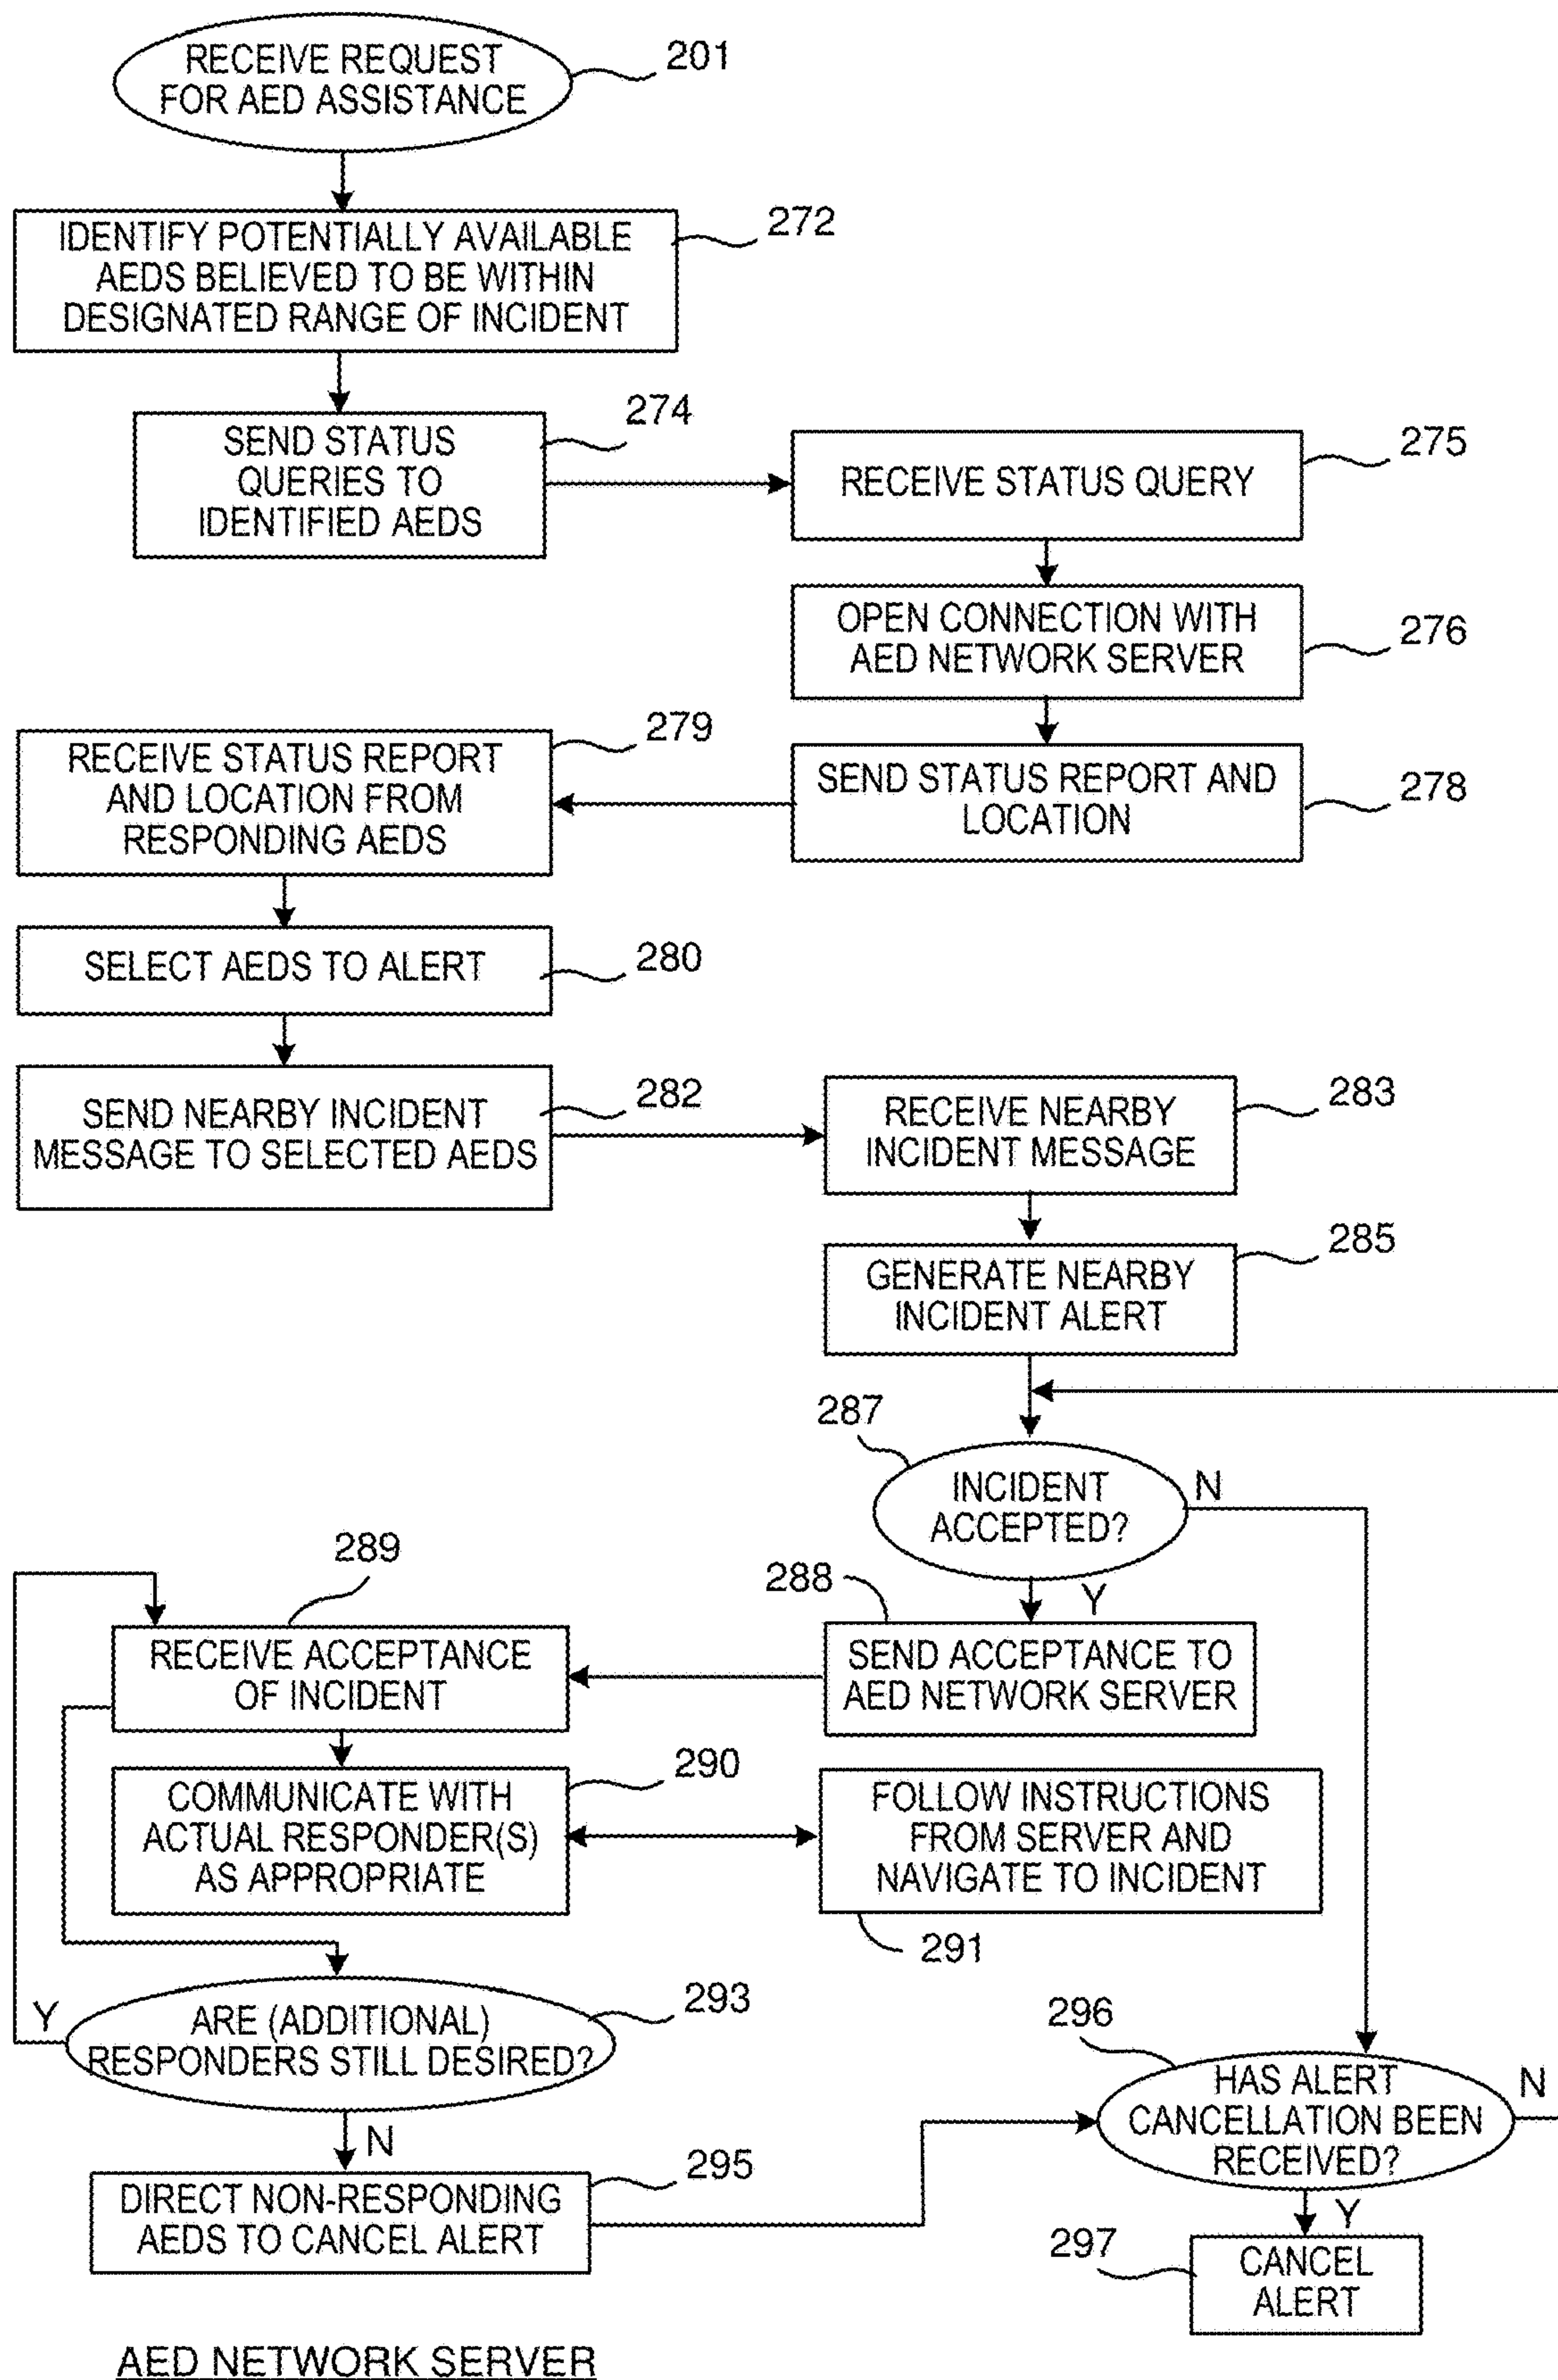 RECEIVE REQUEST
FOR AED ASSISTANCE
201
IDENTIFY POTENTIALLY AVAILABLE
AEDS BELIEVED TO BE WITHIN
DESIGNATED RANGE OF INCIDENT
272
SEND STATUS
QUERIES TO
IDENTIFIED AEDS
274
RECEIVE STATUS QUERY
275
OPEN CONNECTION WITH
AED NETWORK SERVER
276
SEND STATUS REPORT AND
LOCATION
278
RECEIVE STATUS REPORT
AND LOCATION FROM
RESPONDING AEDS
279
SELECT AEDS TO ALERT
280
SEND NEARBY INCIDENT
MESSAGE TO SELECTED AEDS
282
RECEIVE NEARBY
INCIDENT MESSAGE
283
GENERATE NEARBY
INCIDENT ALERT
285
287
INCIDENT
ACCEPTED?
N
Y
288
SEND ACCEPTANCE TO
AED NETWORK SERVER
289
RECEIVE ACCEPTANCE
OF INCIDENT
COMMUNICATE WITH
ACTUAL RESPONDER(S)
AS APPROPRIATE
290
FOLLOW INSTRUCTIONS
FROM SERVER AND
NAVIGATE TO INCIDENT
291
Y
ARE (ADDITIONAL)
RESPONDERS STILL DESIRED?
293
N
DIRECT NON-RESPONDING
AEDS TO CANCEL ALERT
295
296
HAS ALERT
CANCELLATION BEEN
RECEIVED?
N
Y
297
CANCEL
ALERT
AED NETWORK SERVER